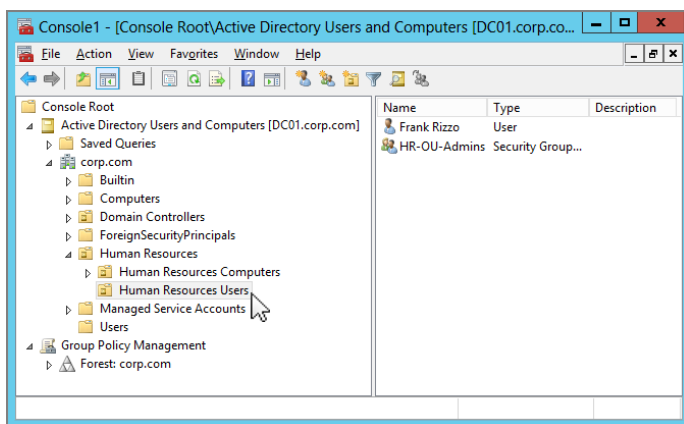 Console1 - [Console Root\Active Directory Users and Computers [DC01.corp.co...
File Action View Favorites Window Help
Console Root
Active Directory Users and Computers [DC01.corp.com]
Saved Queries
corp.com
Builtin
Computers
Domain Controllers
ForeignSecurityPrincipals
Human Resources
Human Resources Computers
Human Resources Users
Managed Service Accounts
Users
Group Policy Management
Forest: corp.com
Name Type Description
Frank Rizzo User
HR-OU-Admins Security Group...